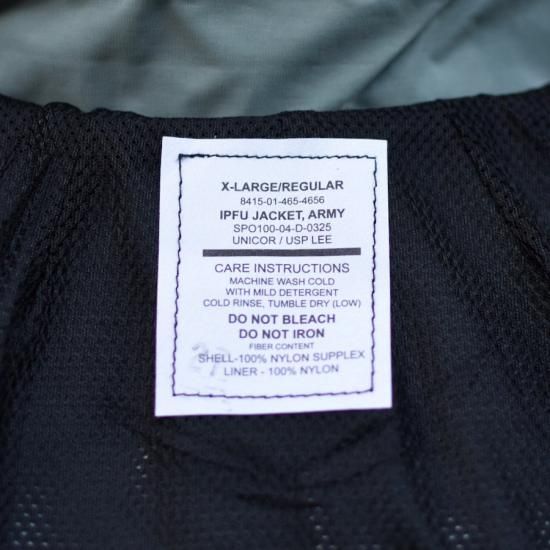 X-LARGE/REGULAR
8415-01-465-4656
IPFU JACKET, ARMY
SPO100-04-D-0325
UNICOR / USP LEE
CARE INSTRUCTIONS
MACHINE WASH COLD
WITH MILD DETERGENT
COLD RINSE, TUMBLE DRY (LOW)
DO NOT BLEACH
DO NOT IRON
FIBER CONTENT
SHELL-100% NYLON SUPPLEX
LINER - 100% NYLON